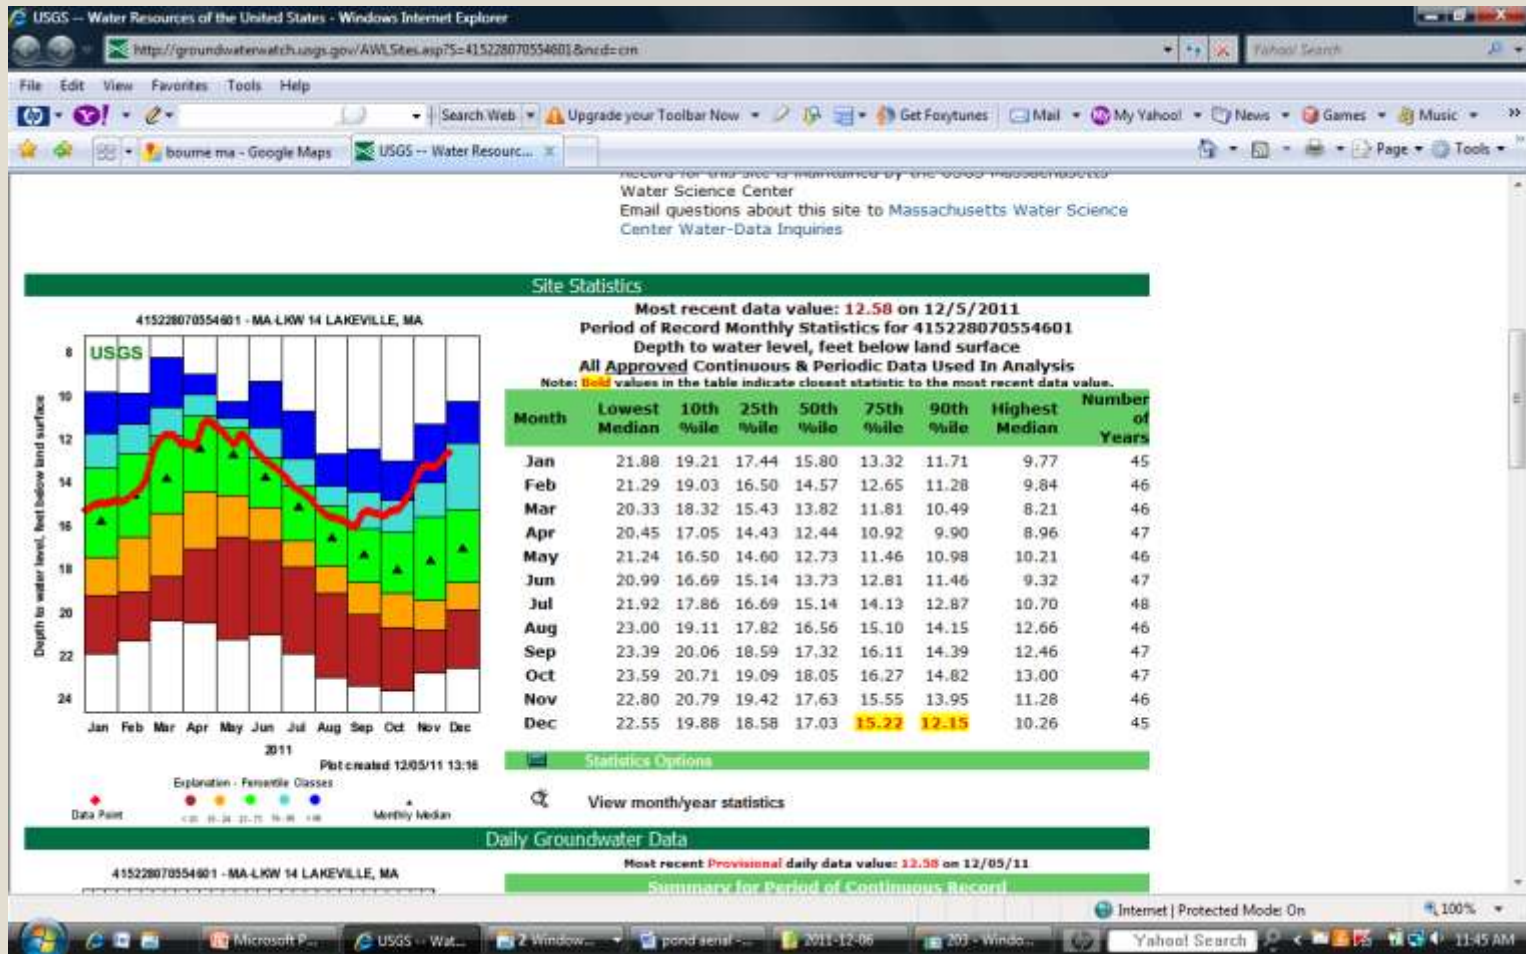 USGS -- Water Resources of the United States - Windows Internet Explorer
http://groundwaterwatch.usgs.gov/AWLSites.asp?S=415228070554601&ncd=crn
Yahoo! Search
File Edit View Favorites Tools Help
Search Web Upgrade your Toolbar Now Get Foxytunes Mail My Yahoo! News Games Music
bourne ma - Google Maps USGS -- Water Resourc... Page Tools
Record for this site is maintained by the USGS Massachusetts
Water Science Center
Email questions about this site to Massachusetts Water Science
Center Water-Data Inquiries
Site Statistics
415228070554601 - MA-LKW 14 LAKEVILLE, MA
USGS
Depth to water level, feet below land surface
8
10
12
14
16
18
20
22
24
Jan Feb Mar Apr May Jun Jul Aug Sep Oct Nov Dec
2011
Plot created 12/05/11 13:16
Explanation - Percentile Classes
Data Point Monthly Median
Most recent data value: 12.58 on 12/5/2011
Period of Record Monthly Statistics for 415228070554601
Depth to water level, feet below land surface
All Approved Continuous & Periodic Data Used In Analysis
Note: Bold values in the table indicate closest statistic to the most recent data value.
Month Lowest Median 10th %ile 25th %ile 50th %ile 75th %ile 90th %ile Highest Median Number of Years
Jan 21.88 19.21 17.44 15.80 13.32 11.71 9.77 45
Feb 21.29 19.03 16.50 14.57 12.65 11.28 9.84 46
Mar 20.33 18.32 15.43 13.82 11.81 10.49 8.21 46
Apr 20.45 17.05 14.43 12.44 10.92 9.90 8.96 47
May 21.24 16.50 14.60 12.73 11.46 10.98 10.21 46
Jun 20.99 16.69 15.14 13.73 12.81 11.46 9.32 47
Jul 21.92 17.86 16.69 15.14 14.13 12.87 10.70 48
Aug 23.00 19.11 17.82 16.56 15.10 14.15 12.66 46
Sep 23.39 20.06 18.59 17.32 16.11 14.39 12.46 47
Oct 23.59 20.71 19.09 18.05 16.27 14.82 13.00 47
Nov 22.80 20.79 19.42 17.63 15.55 13.95 11.28 46
Dec 22.55 19.88 18.58 17.03 15.22 12.15 10.26 45
Statistics Options
View month/year statistics
Daily Groundwater Data
415228070554601 - MA-LKW 14 LAKEVILLE, MA
Most recent Provisional daily data value: 12.58 on 12/05/11
Summary for Period of Continuous Record
Internet | Protected Mode: On 100%
Microsoft P... USGS -- Wat... 2 Window... pond aerial -... 2011-12-06 203 - Windo... hp Yahoo! Search 11:45 AM